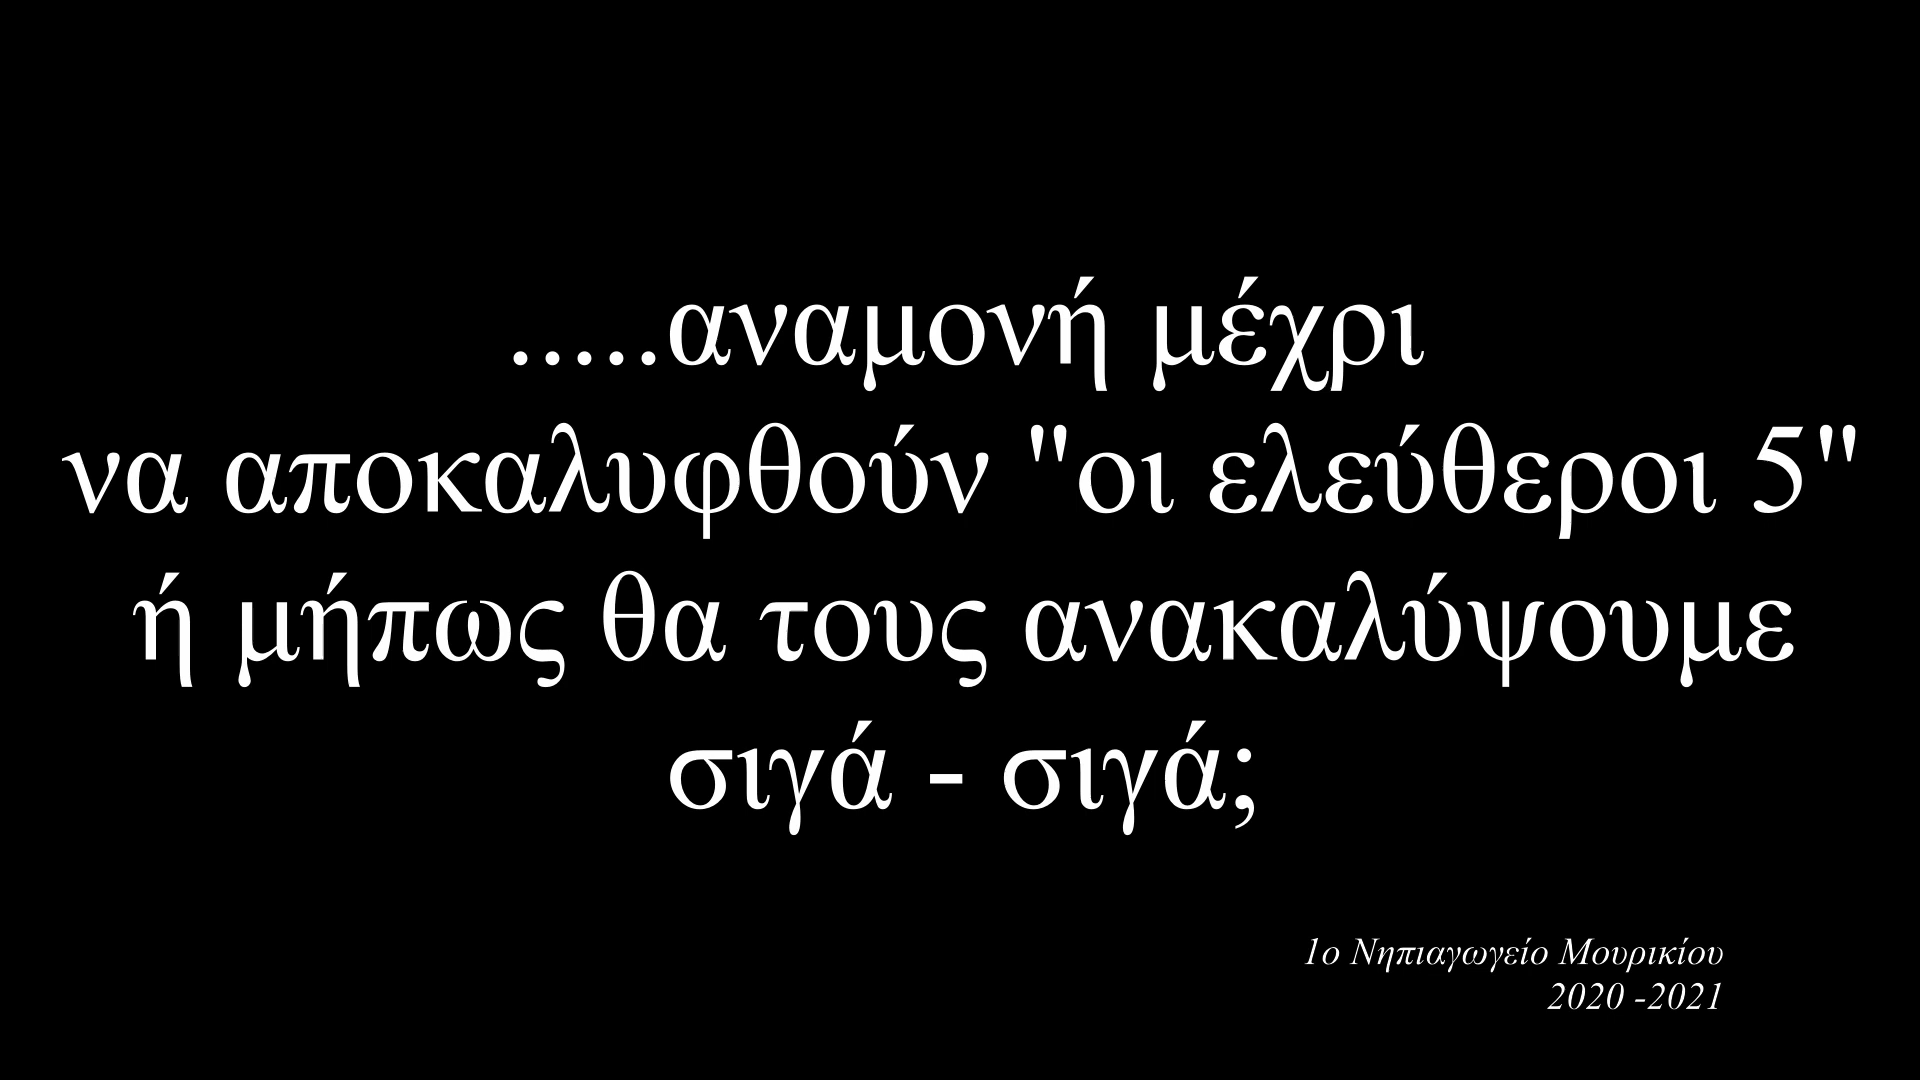 .....αναμονή μέχρι
να αποκαλυφθούν "οι ελεύθεροι 5"
ή μήπως θα τους ανακαλύψουμε
σιγά - σιγά;
1ο Νηπιαγωγείο Μουρικίου
2020 -2021